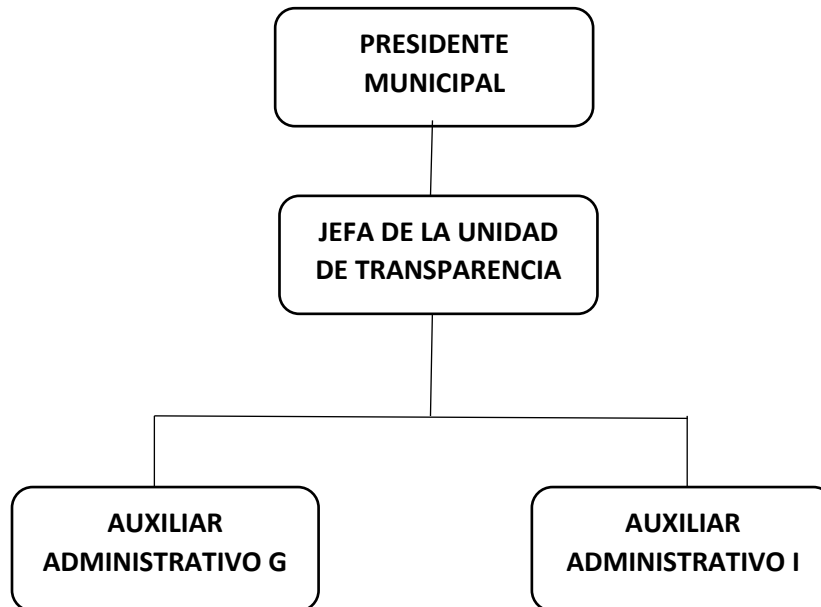 PRESIDENTE
MUNICIPAL
JEFA DE LA UNIDAD
DE TRANSPARENCIA
AUXILIAR
ADMINISTRATIVO G
AUXILIAR
ADMINISTRATIVO I